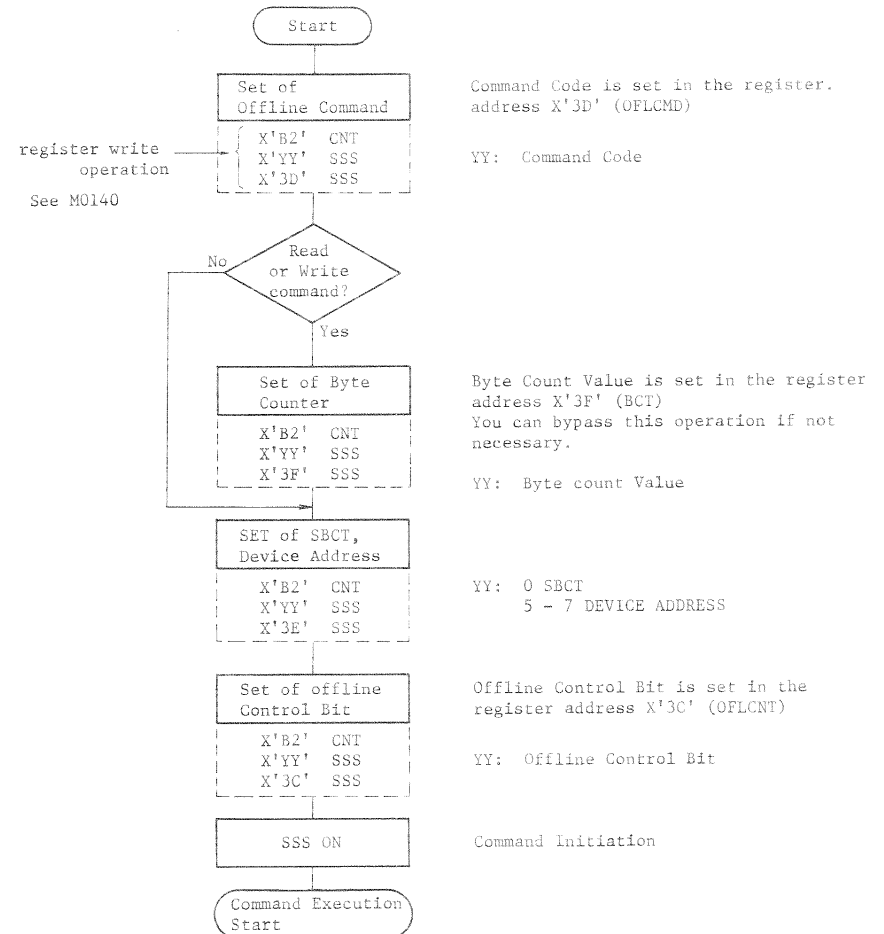 Start
Set of
Offline Command
Command Code is set in the register.
address X'3D' (OFLCMD)
register write
operation
See M0140
X'B2' CNT
X'YY' SSS
X'3D' SSS
YY: Command Code
Read
or Write
command?
No
Yes
Set of Byte
Counter
Byte Count Value is set in the register
address X'3F' (BCT)
You can bypass this operation if not
necessary.
X'B2' CNT
X'YY' SSS
X'3F' SSS
YY: Byte count Value
SET of SBCT,
Device Address
X'B2' CNT
X'YY' SSS
X'3E' SSS
YY: 0 SBCT
5 - 7 DEVICE ADDRESS
Set of offline
Control Bit
Offline Control Bit is set in the
register address X'3C' (OFLCNT)
X'B2' CNT
X'YY' SSS
X'3C' SSS
YY: Offline Control Bit
SSS ON
Command Initiation
Command Execution
Start